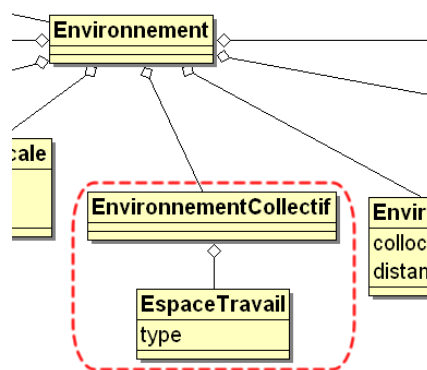 Environnement
cale
EnvironnementCollectif
Envir
colloc
distan
EspaceTravail
type